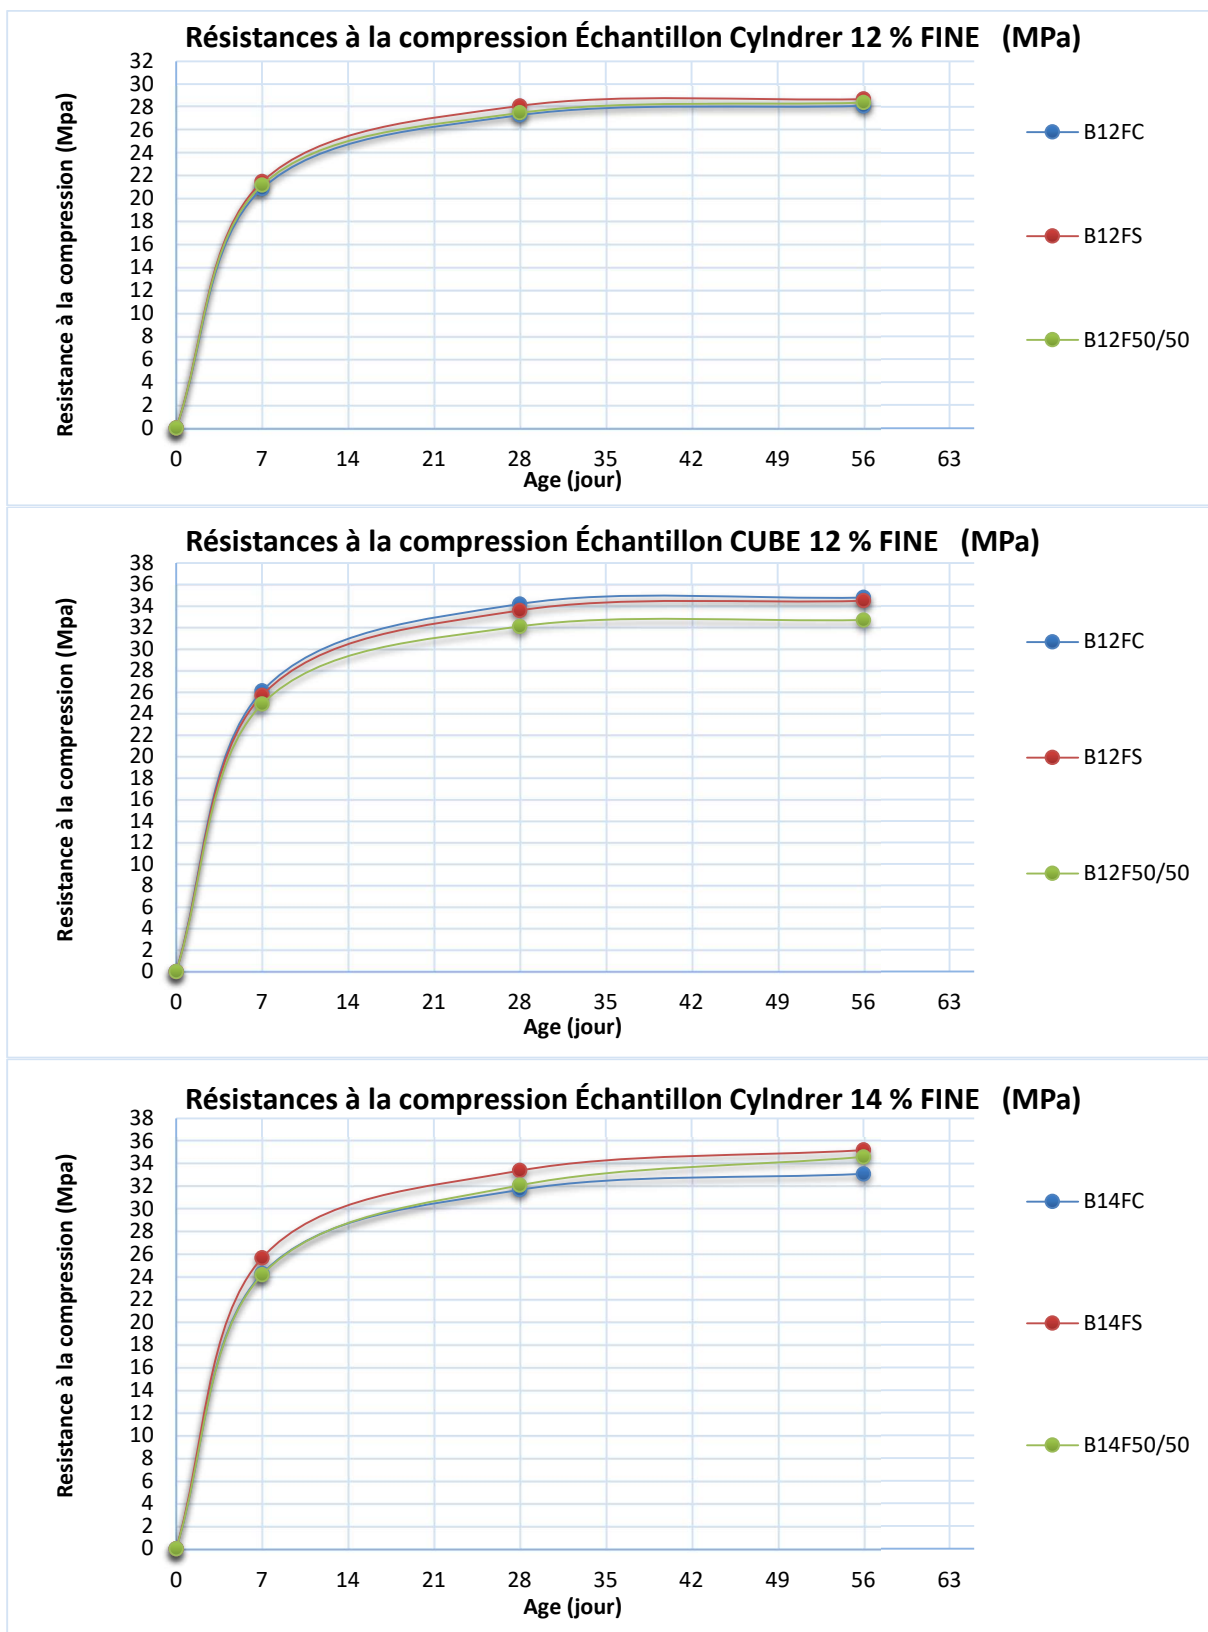 Résistances à la compression Échantillon Cylndrer 12 % FINE (MPa)
Resistance à la compression (Mpa)
32
30
28
26
24
22
20
18
16
14
12
10
8
6
4
2
0
0 7 14 21 28 35 42 49 56 63
Age (jour)
B12FC
B12FS
B12F50/50
Résistances à la compression Échantillon CUBE 12 % FINE (MPa)
Resistance à la compression (Mpa)
38
36
34
32
30
28
26
24
22
20
18
16
14
12
10
8
6
4
2
0
0 7 14 21 28 35 42 49 56 63
Age (jour)
B12FC
B12FS
B12F50/50
Résistances à la compression Échantillon Cylndrer 14 % FINE (MPa)
Resistance à la compression (Mpa)
38
36
34
32
30
28
26
24
22
20
18
16
14
12
10
8
6
4
2
0
0 7 14 21 28 35 42 49 56 63
Age (jour)
B14FC
B14FS
B14F50/50